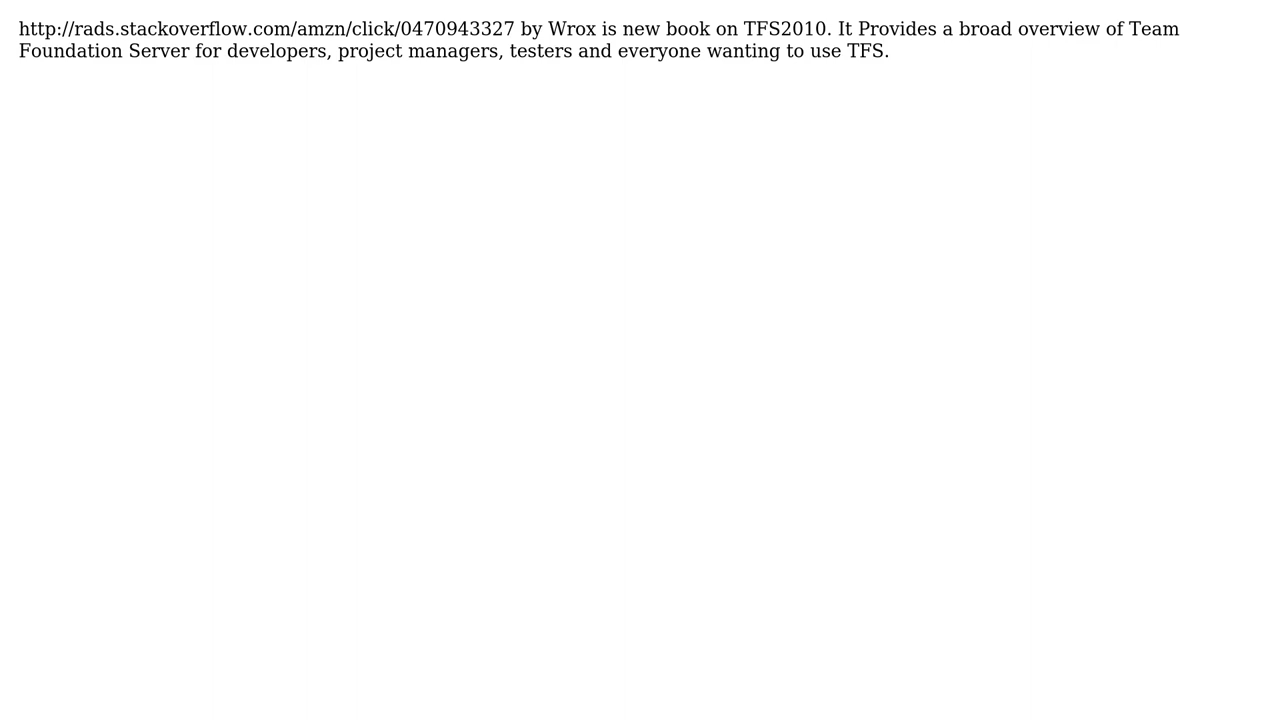 http://rads.stackoverflow.com/amzn/click/0470943327 by Wrox is new book on TFS2010. It Provides a broad overview of Team
Foundation Server for developers, project managers, testers and everyone wanting to use TFS.